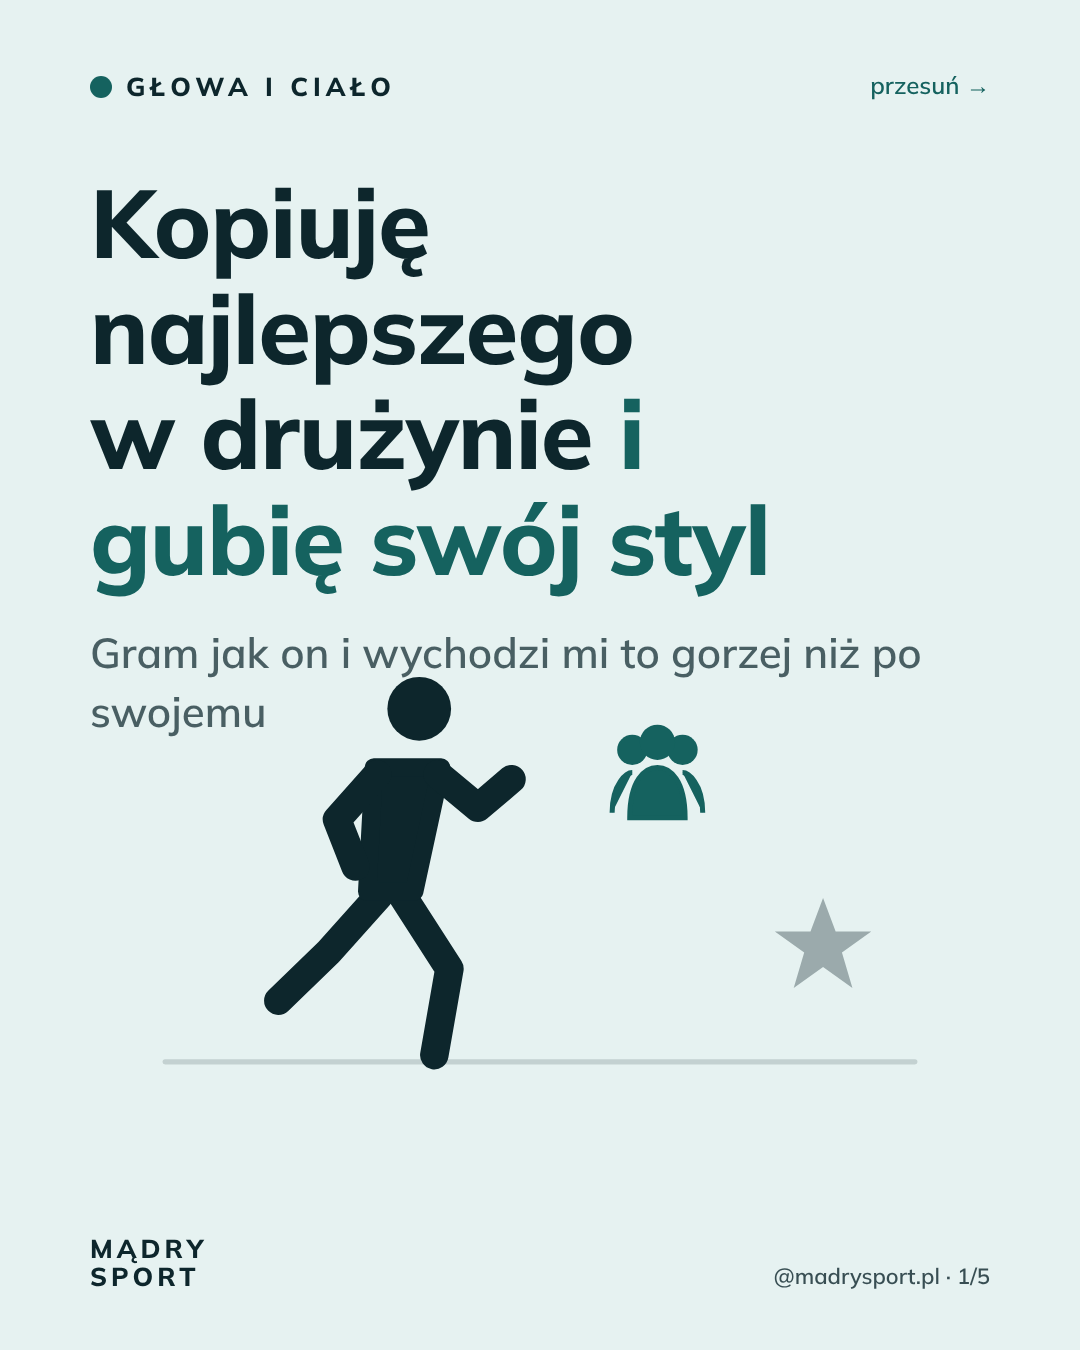 GŁOWA I CIAŁO
przesuń →
Kopiuję
najlepszego
w drużynie i
gubię swój styl
Gram jak on i wychodzi mi to gorzej niż po
swojemu
MĄDRY
SPORT
@madrysport.pl · 1/5